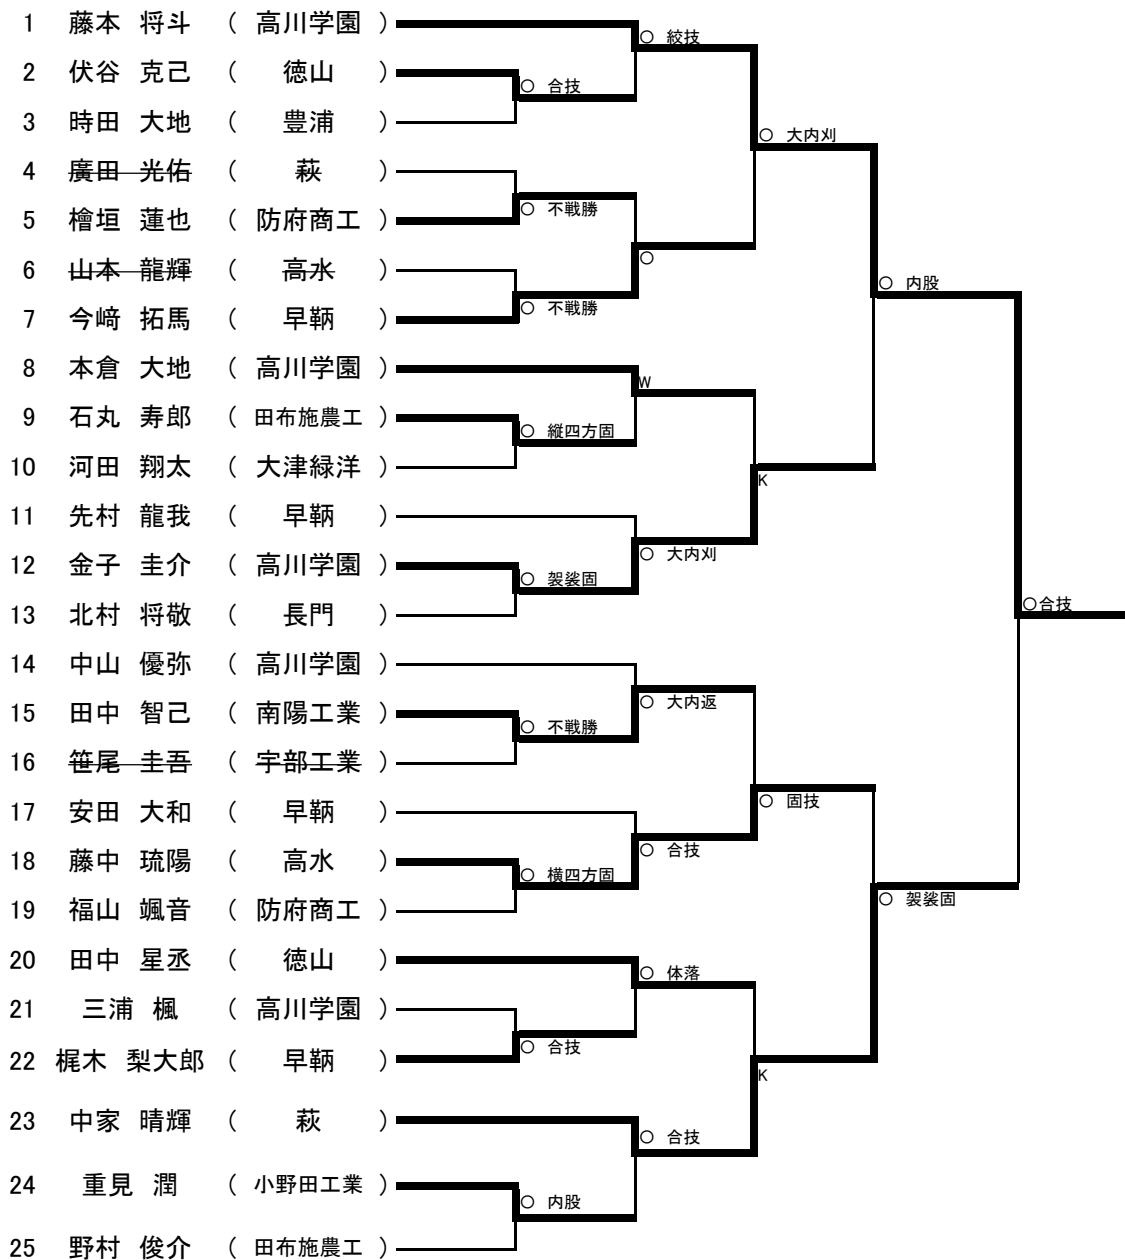 1 藤本 将斗 ( 高川学園 )
○ 絞技
2 伏谷 克己 ( 徳山 )
○ 合技
3 時田 大地 ( 豊浦 )
○ 大内刈
4 廣田 光佑 ( 萩 )
○ 不戦勝
5 檜垣 蓮也 ( 防府商工 )
○
6 山本 龍輝 ( 高水 )
○ 内股
○ 不戦勝
7 今﨑 拓馬 ( 早鞆 )
8 本倉 大地 ( 高川学園 )
W
9 石丸 寿郎 ( 田布施農工 )
○ 縦四方固
10 河田 翔太 ( 大津緑洋 )
K
11 先村 龍我 ( 早鞆 )
○ 大内刈
12 金子 圭介 ( 高川学園 )
○ 袈裟固
13 北村 将敬 ( 長門 )
○合技
14 中山 優弥 ( 高川学園 )
○ 大内返
15 田中 智己 ( 南陽工業 )
○ 不戦勝
16 笹尾 圭吾 ( 宇部工業 )
○ 固技
17 安田 大和 ( 早鞆 )
○ 合技
18 藤中 琉陽 ( 高水 )
○ 横四方固
○ 袈裟固
19 福山 颯音 ( 防府商工 )
20 田中 星丞 ( 徳山 )
○ 体落
21 三浦 楓 ( 高川学園 )
○ 合技
22 梶木 梨大郎 ( 早鞆 )
K
23 中家 晴輝 ( 萩 )
○ 合技
24 重見 潤 ( 小野田工業 )
○ 内股
25 野村 俊介 ( 田布施農工 )